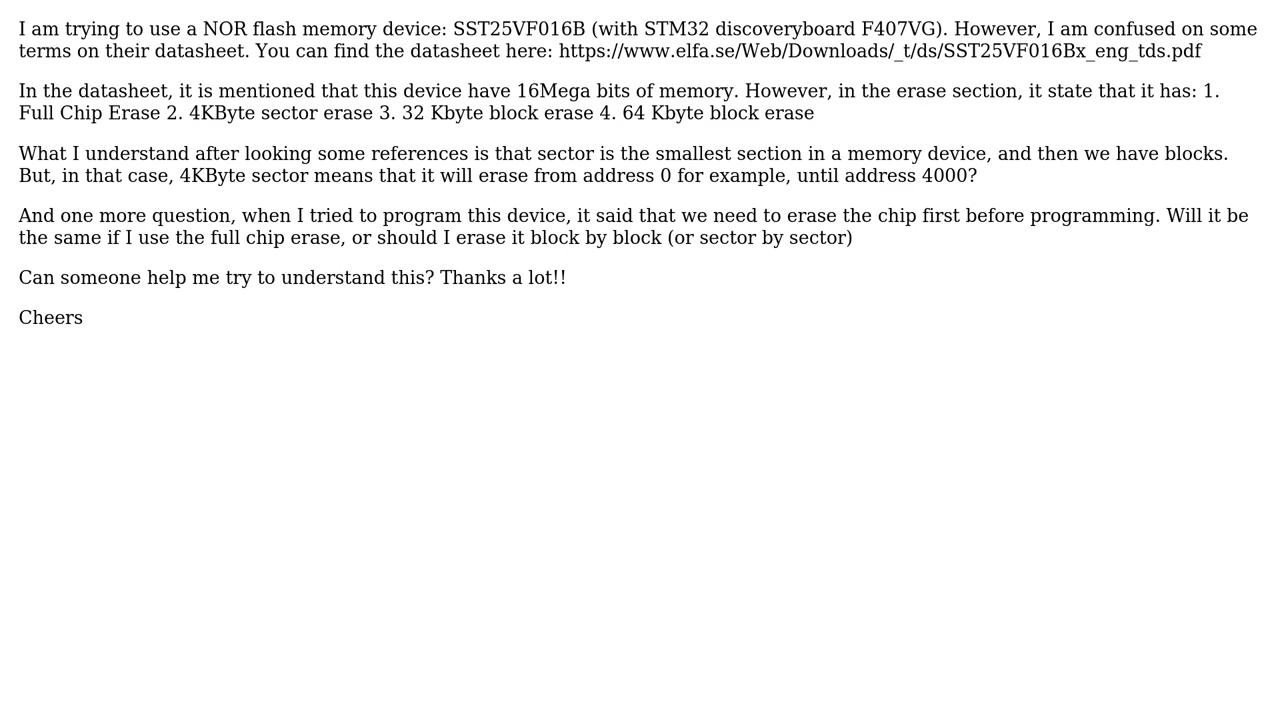 I am trying to use a NOR flash memory device: SST25VF016B (with STM32 discoveryboard F407VG). However, I am confused on some
terms on their datasheet. You can find the datasheet here: https://www.elfa.se/Web/Downloads/_t/ds/SST25VF016Bx_eng_tds.pdf
In the datasheet, it is mentioned that this device have 16Mega bits of memory. However, in the erase section, it state that it has: 1.
Full Chip Erase 2. 4KByte sector erase 3. 32 Kbyte block erase 4. 64 Kbyte block erase
What I understand after looking some references is that sector is the smallest section in a memory device, and then we have blocks.
But, in that case, 4KByte sector means that it will erase from address 0 for example, until address 4000?
And one more question, when I tried to program this device, it said that we need to erase the chip first before programming. Will it be
the same if I use the full chip erase, or should I erase it block by block (or sector by sector)
Can someone help me try to understand this? Thanks a lot!!
Cheers